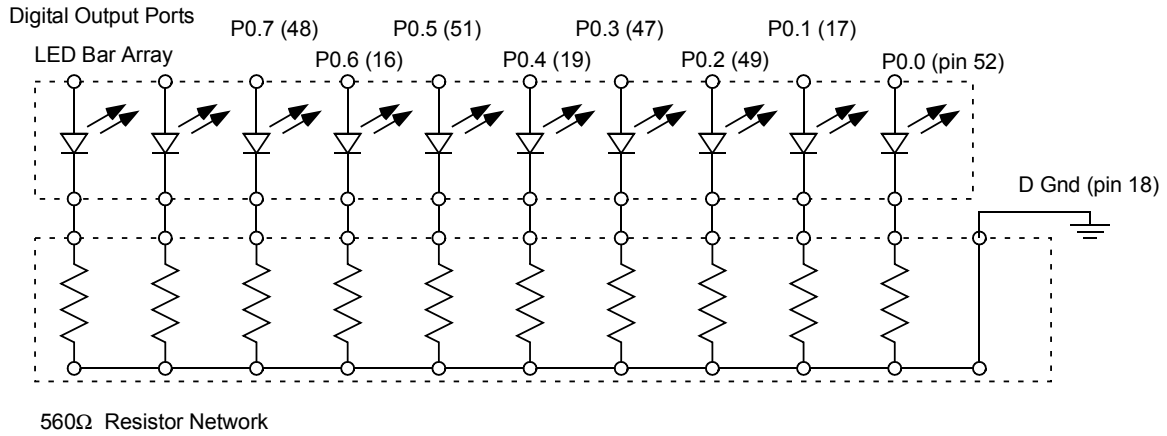 Digital Output Ports
P0.7 (48) P0.5 (51) P0.3 (47) P0.1 (17)
LED Bar Array P0.6 (16) P0.4 (19) P0.2 (49) P0.0 (pin 52)
D Gnd (pin 18)
560Ω Resistor Network